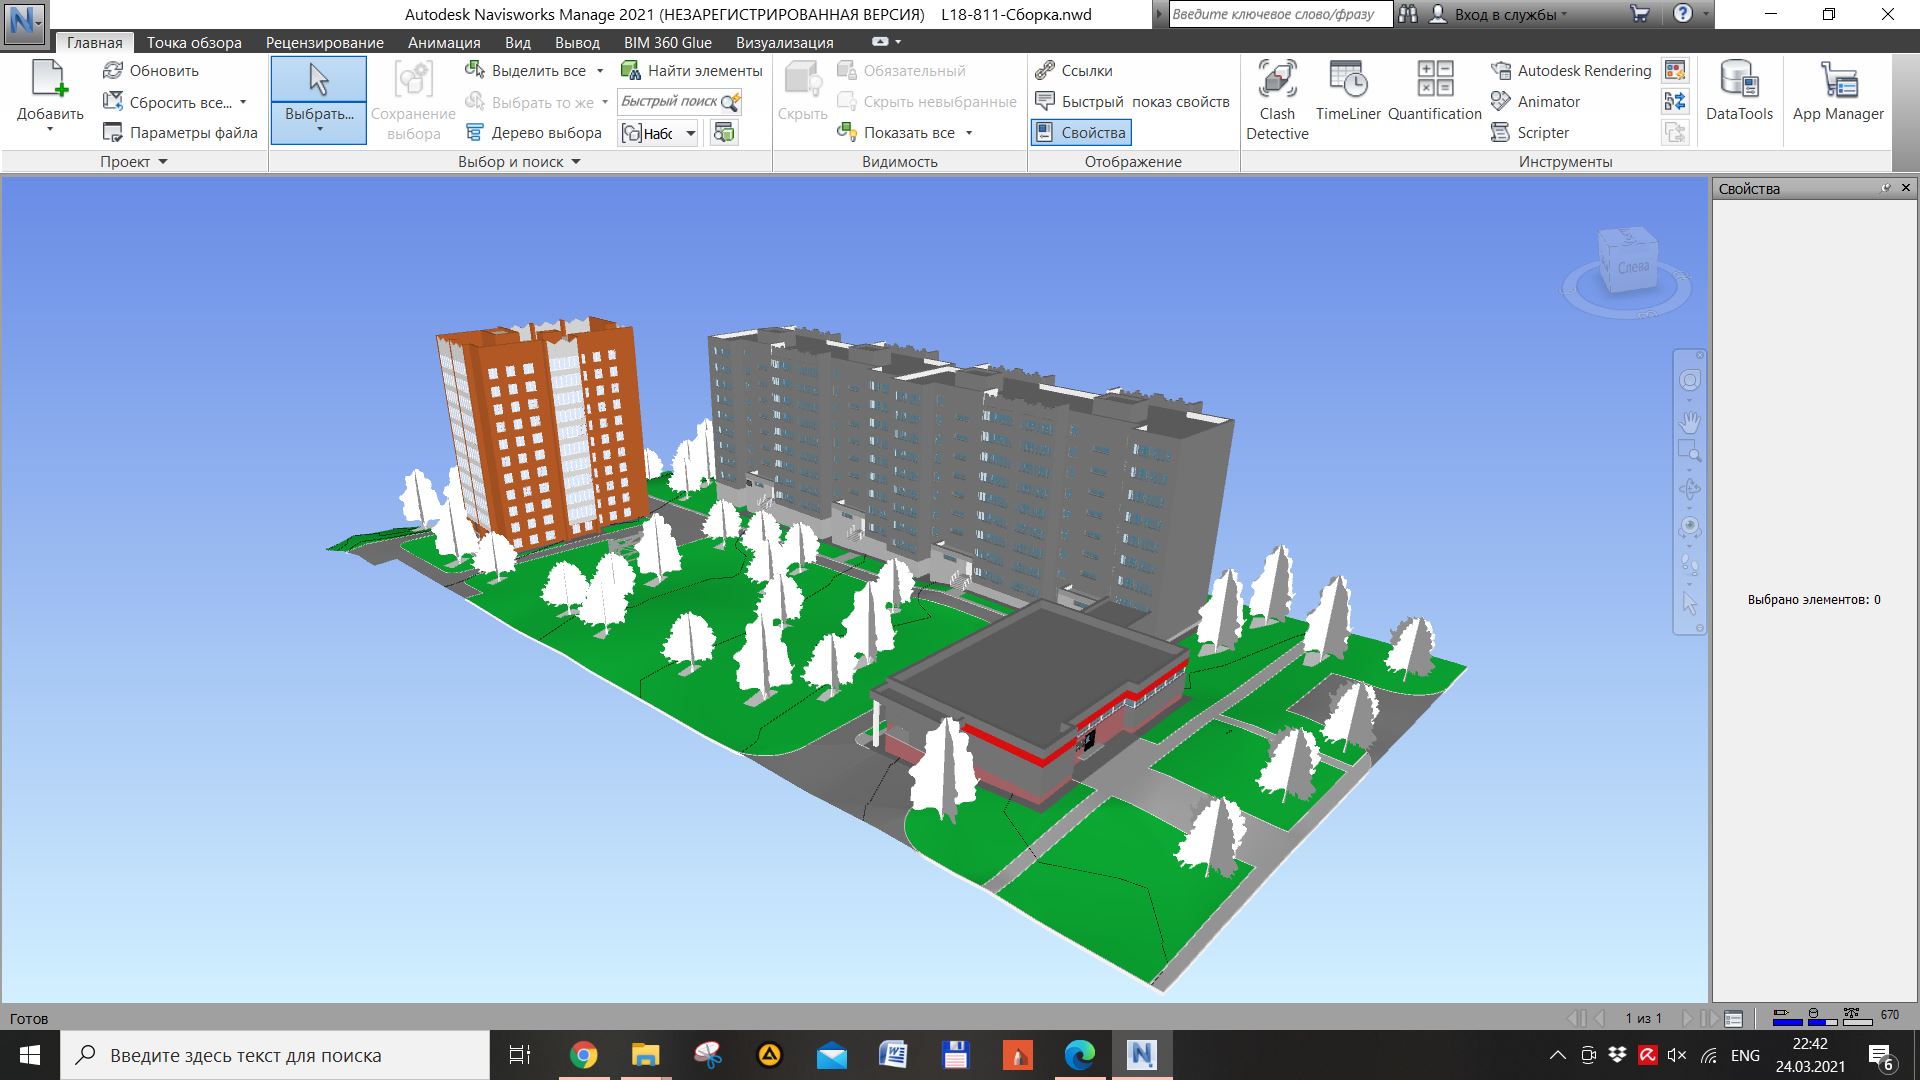 Autodesk Navisworks Manage 2021 (НЕЗАРЕГИСТРИРОВАННАЯ ВЕРСИЯ) L18-811-Сборка.nwd
Введите ключевое слово/фразу
Вход в службы
Главная Точка обзора Рецензирование Анимация Вид Вывод BIM 360 Glue Визуализация
Добавить
Обновить
Сбросить все...
Параметры файла
Проект
Выбрать...
Сохранение
выбора
Выделить все
Выбрать то же
Дерево выбора
Найти элементы
Быстрый поиск
Выбор и поиск
Скрыть
Обязательный
Скрыть невыбранные
Показать все
Видимость
Ссылки
Быстрый показ свойств
Свойства
Отображение
Clash
Detective
TimeLiner
Quantification
Autodesk Rendering
Animator
Scripter
DataTools
App Manager
Инструменты
Свойства
Слева
Выбрано элементов: 0
Готов
1 из 1
670
Введите здесь текст для поиска
ENG
22:42
24.03.2021
6